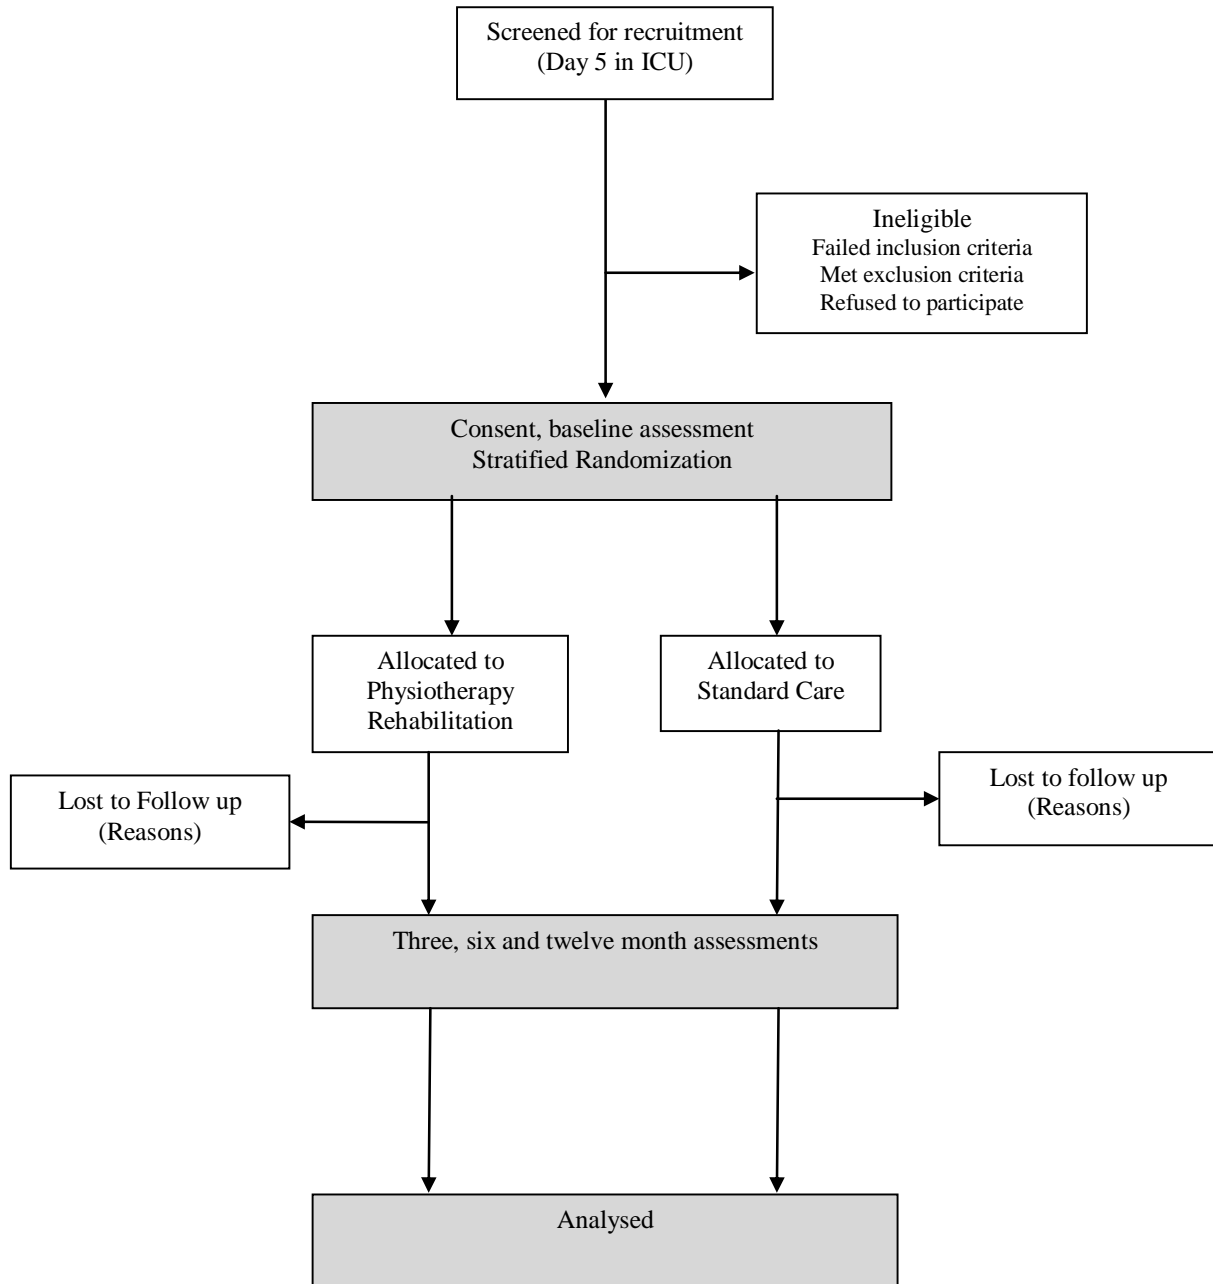 Screened for recruitment
(Day 5 in ICU)
Ineligible
Failed inclusion criteria
Met exclusion criteria
Refused to participate
Consent, baseline assessment
Stratified Randomization
Allocated to
Physiotherapy
Rehabilitation
Allocated to
Standard Care
Lost to Follow up
(Reasons)
Lost to follow up
(Reasons)
Three, six and twelve month assessments
Analysed